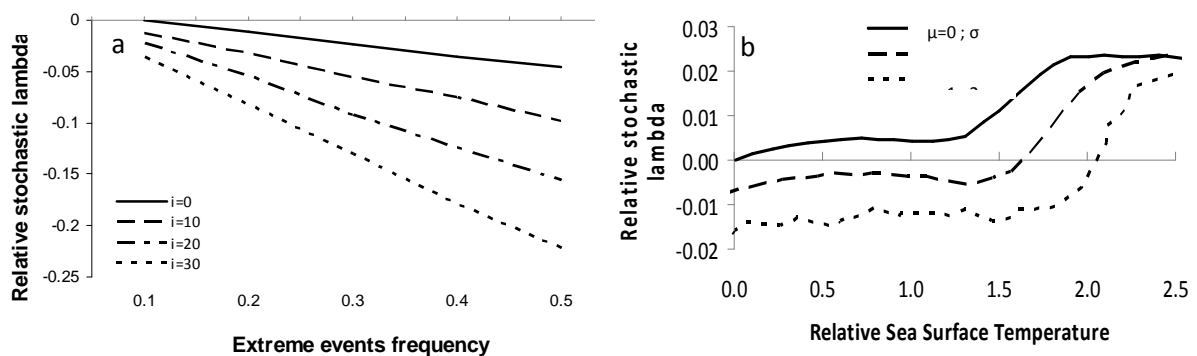 a
0
-0.05
-0.1
-0.15
-0.2
-0.25
0.1 0.2 0.3 0.4 0.5
Relative stochastic lambda
Extreme events frequency
i=0
i=10
i=20
i=30
b
μ=0 ; σ
0.03
0.02
0.01
0.00
-0.01
-0.02
0.0 0.5 1.0 1.5 2.0 2.5
Relative stochastic
lambda
Relative Sea Surface Temperature